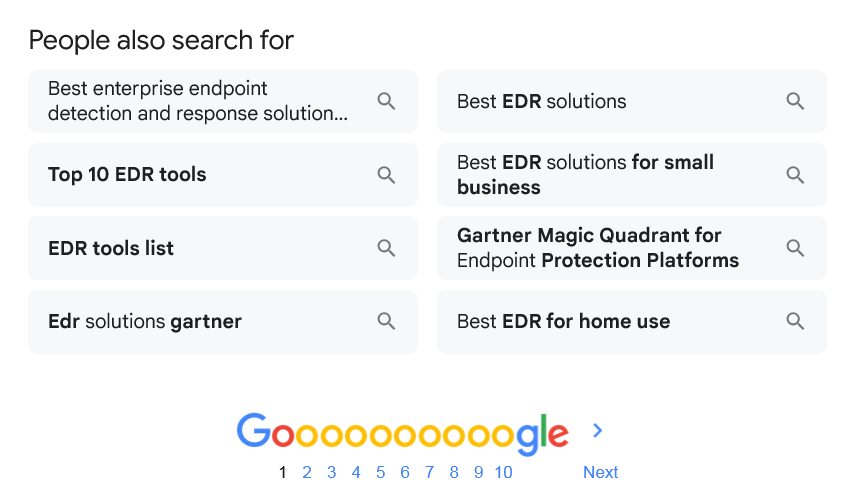 People also search for
Best enterprise endpoint
detection and response solution...
Best EDR solutions
Top 10 EDR tools
Best EDR solutions for small
business
EDR tools list
Gartner Magic Quadrant for
Endpoint Protection Platforms
Edr solutions gartner
Best EDR for home use
Goooooooooogle
1 2 3 4 5 6 7 8 9 10 Next